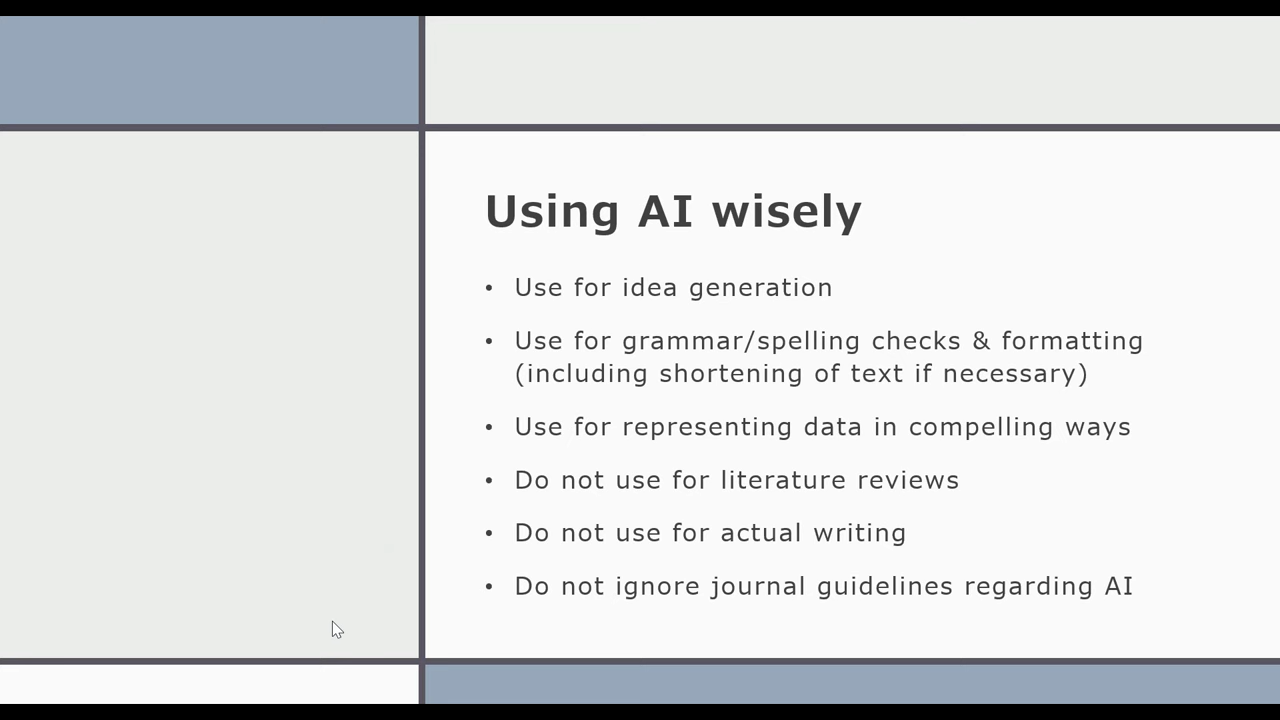 Using AI wisely
• Use for idea generation
• Use for grammar/spelling checks & formatting
(including shortening of text if necessary)
• Use for representing data in compelling ways
• Do not use for literature reviews
• Do not use for actual writing
• Do not ignore journal guidelines regarding AI